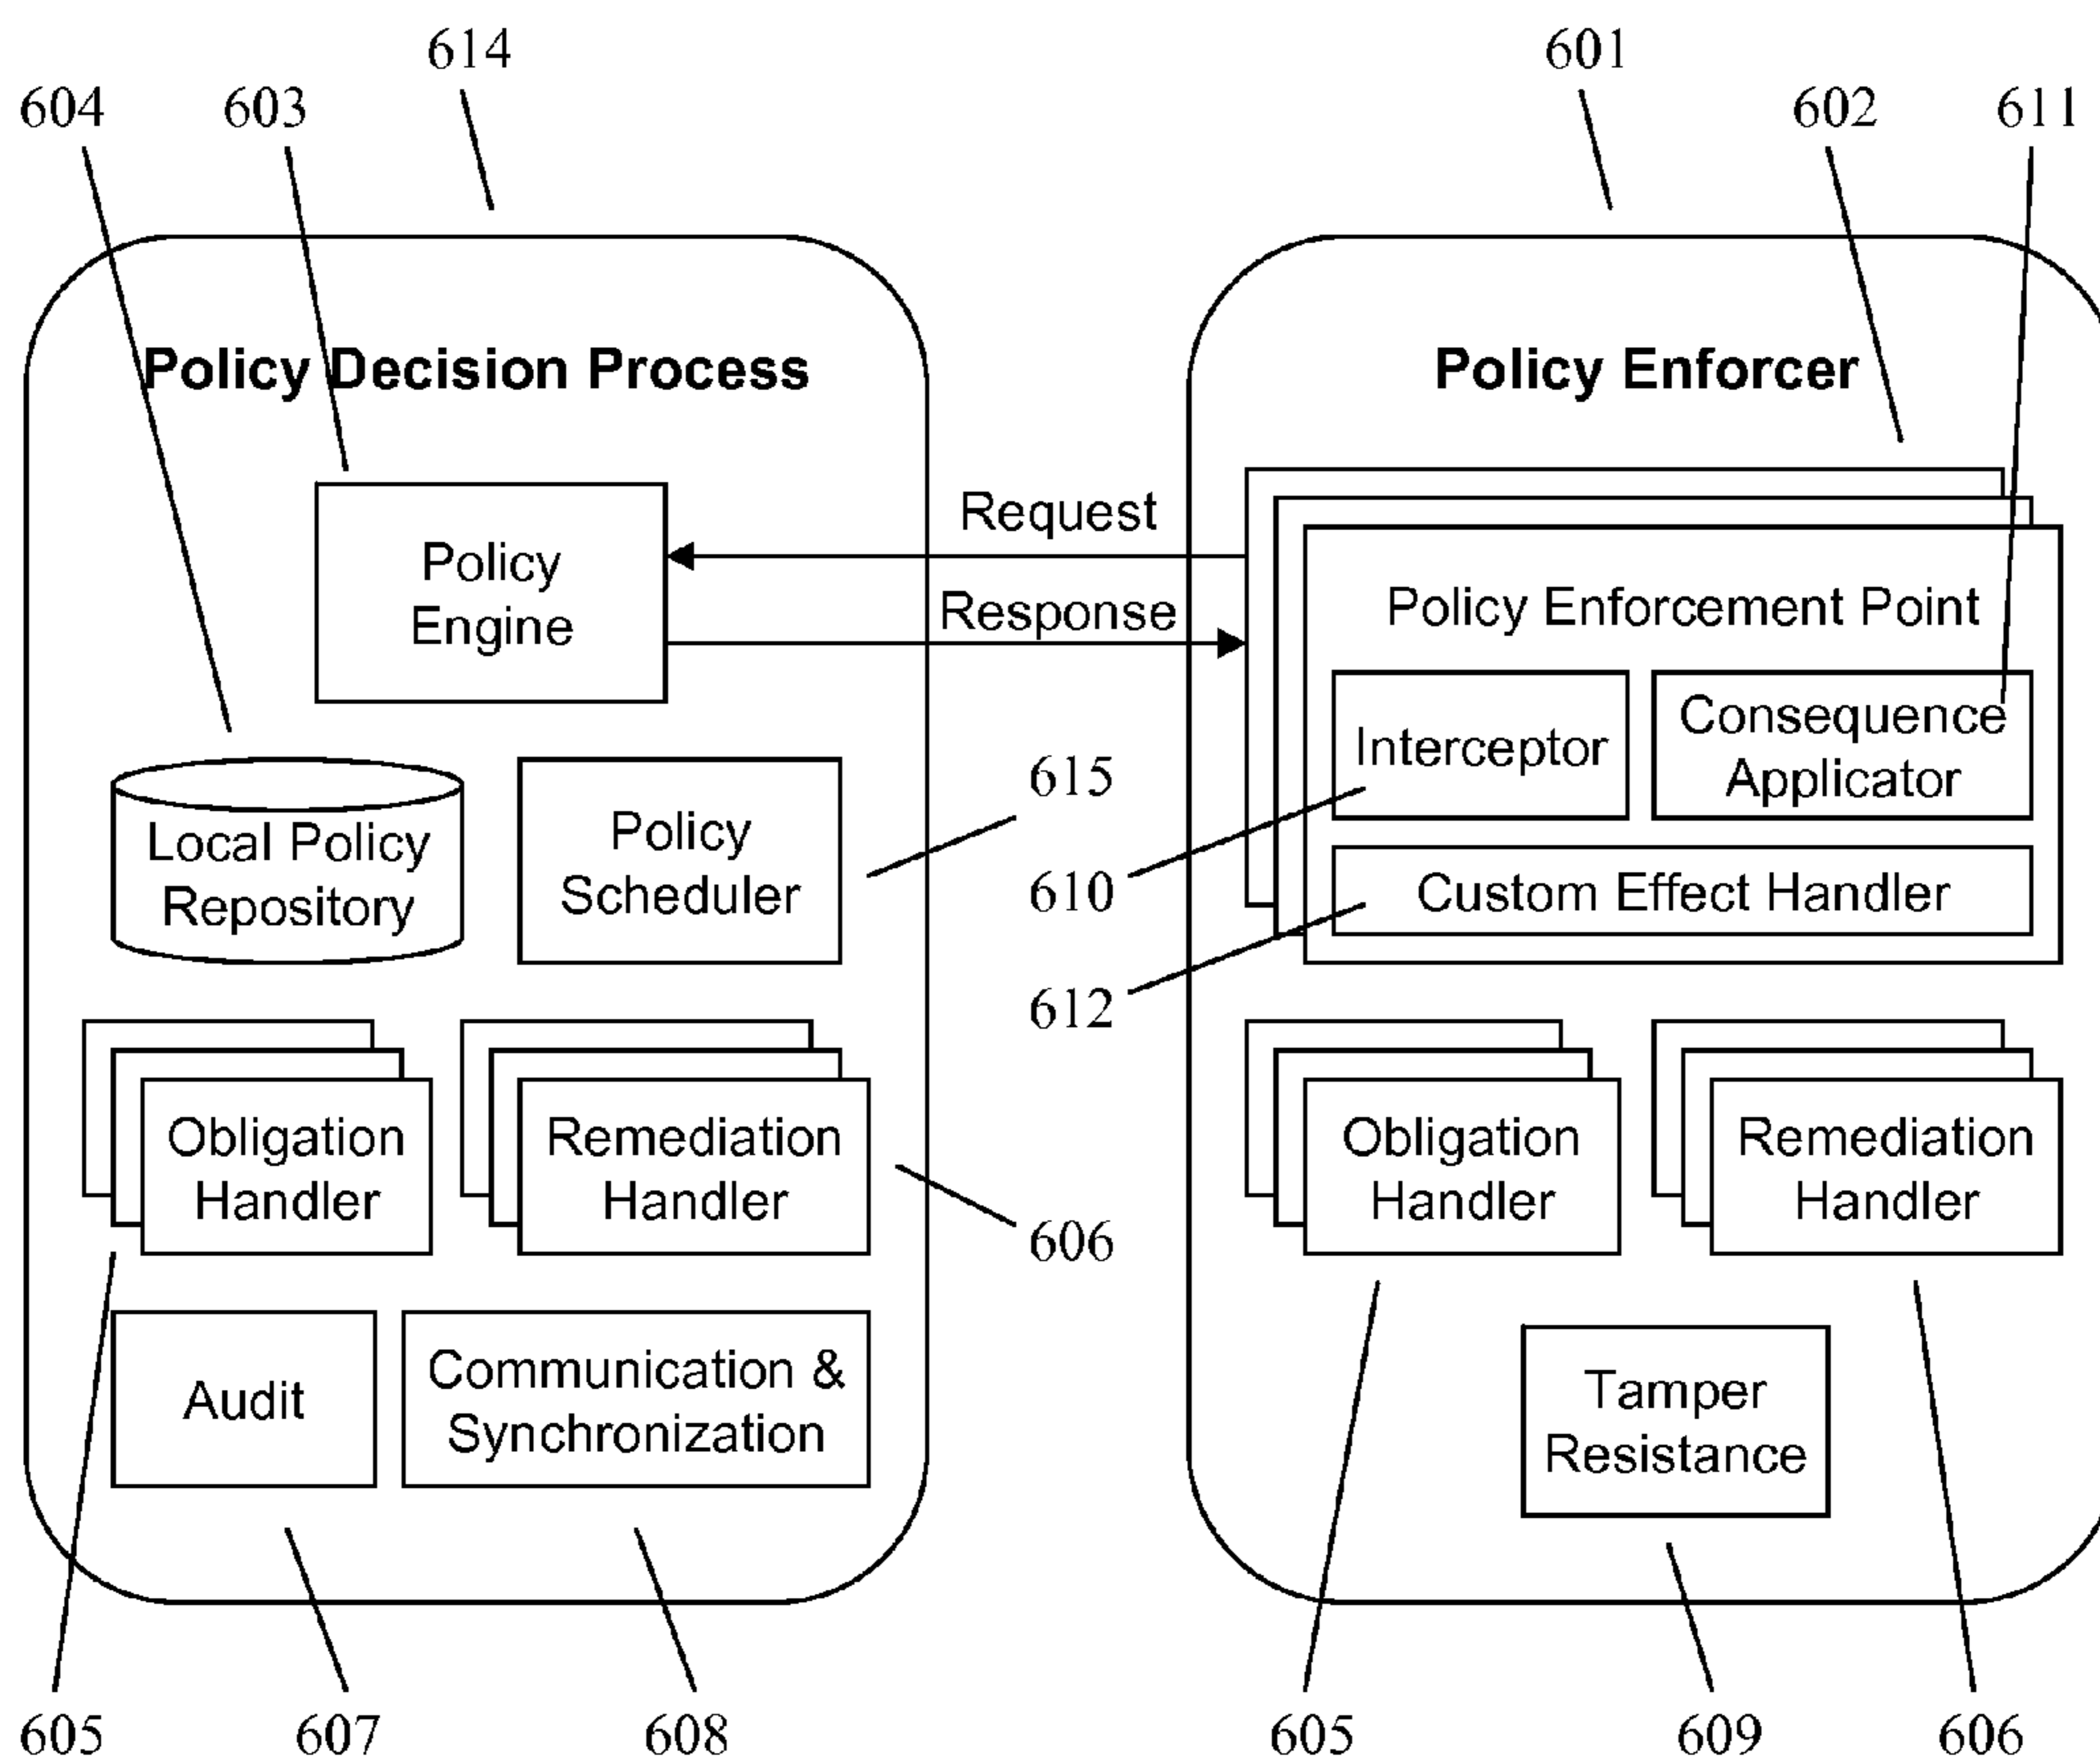 614
601
604
603
602
611
Policy Decision Process
Policy Enforcer
Request
Policy
Engine
Response
Policy Enforcement Point
Interceptor
Consequence
Applicator
615
Local Policy
Repository
Policy
Scheduler
610
Custom Effect Handler
612
Obligation
Handler
Remediation
Handler
606
Obligation
Handler
Remediation
Handler
Audit
Communication &
Synchronization
Tamper
Resistance
605
607
608
605
609
606